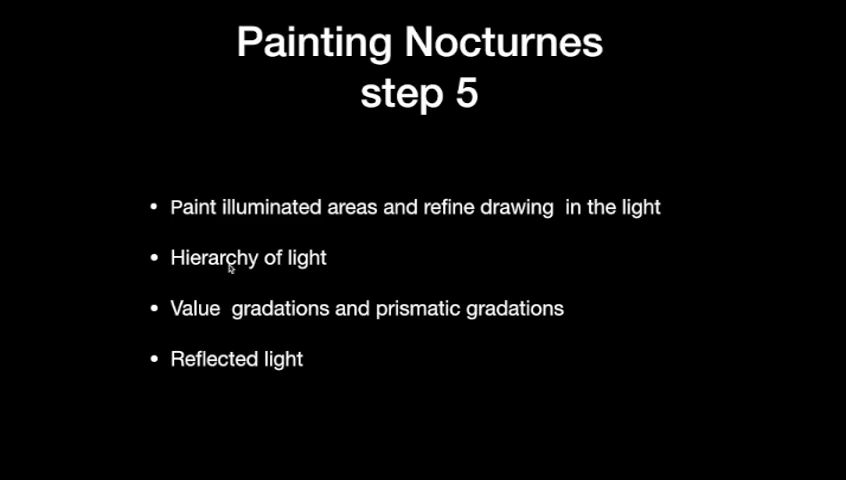 Painting Nocturnes
step 5
• Paint illuminated areas and refine drawing  in the light
• Hierarchy of light
• Value  gradations and prismatic gradations
• Reflected light